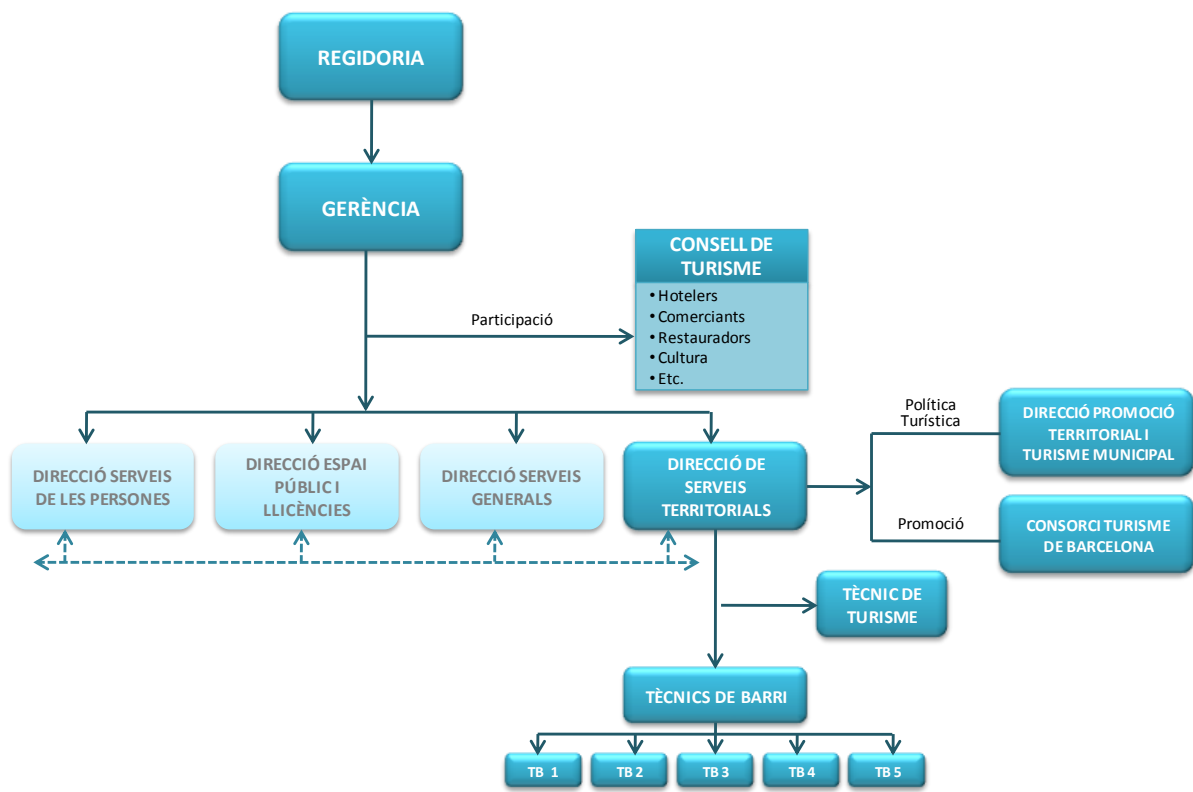 REGIDORIA
GERÈNCIA
CONSELL DE
TURISME
• Hotelers
• Comerciants
• Restauradors
• Cultura
• Etc.
Participació
DIRECCIÓ SERVEIS
DE LES PERSONES
DIRECCIÓ ESPAI
PÚBLIC I
LLICÈNCIES
DIRECCIÓ SERVEIS
GENERALS
DIRECCIÓ DE
SERVEIS
TERRITORIALS
Política
Turística
DIRECCIÓ PROMOCIÓ
TERRITORIAL I
TURISME MUNICIPAL
Promoció
CONSORCI TURISME
DE BARCELONA
TÈCNIC DE
TURISME
TÈCNICS DE BARRI
TB 1
TB 2
TB 3
TB 4
TB 5